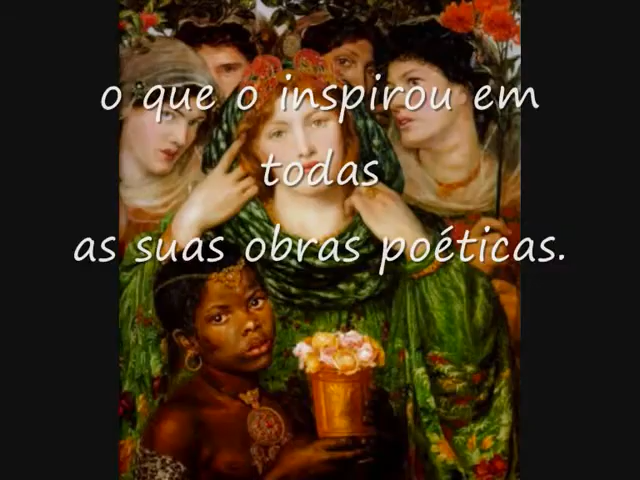 o que o inspirou em
todas
as suas obras poéticas.